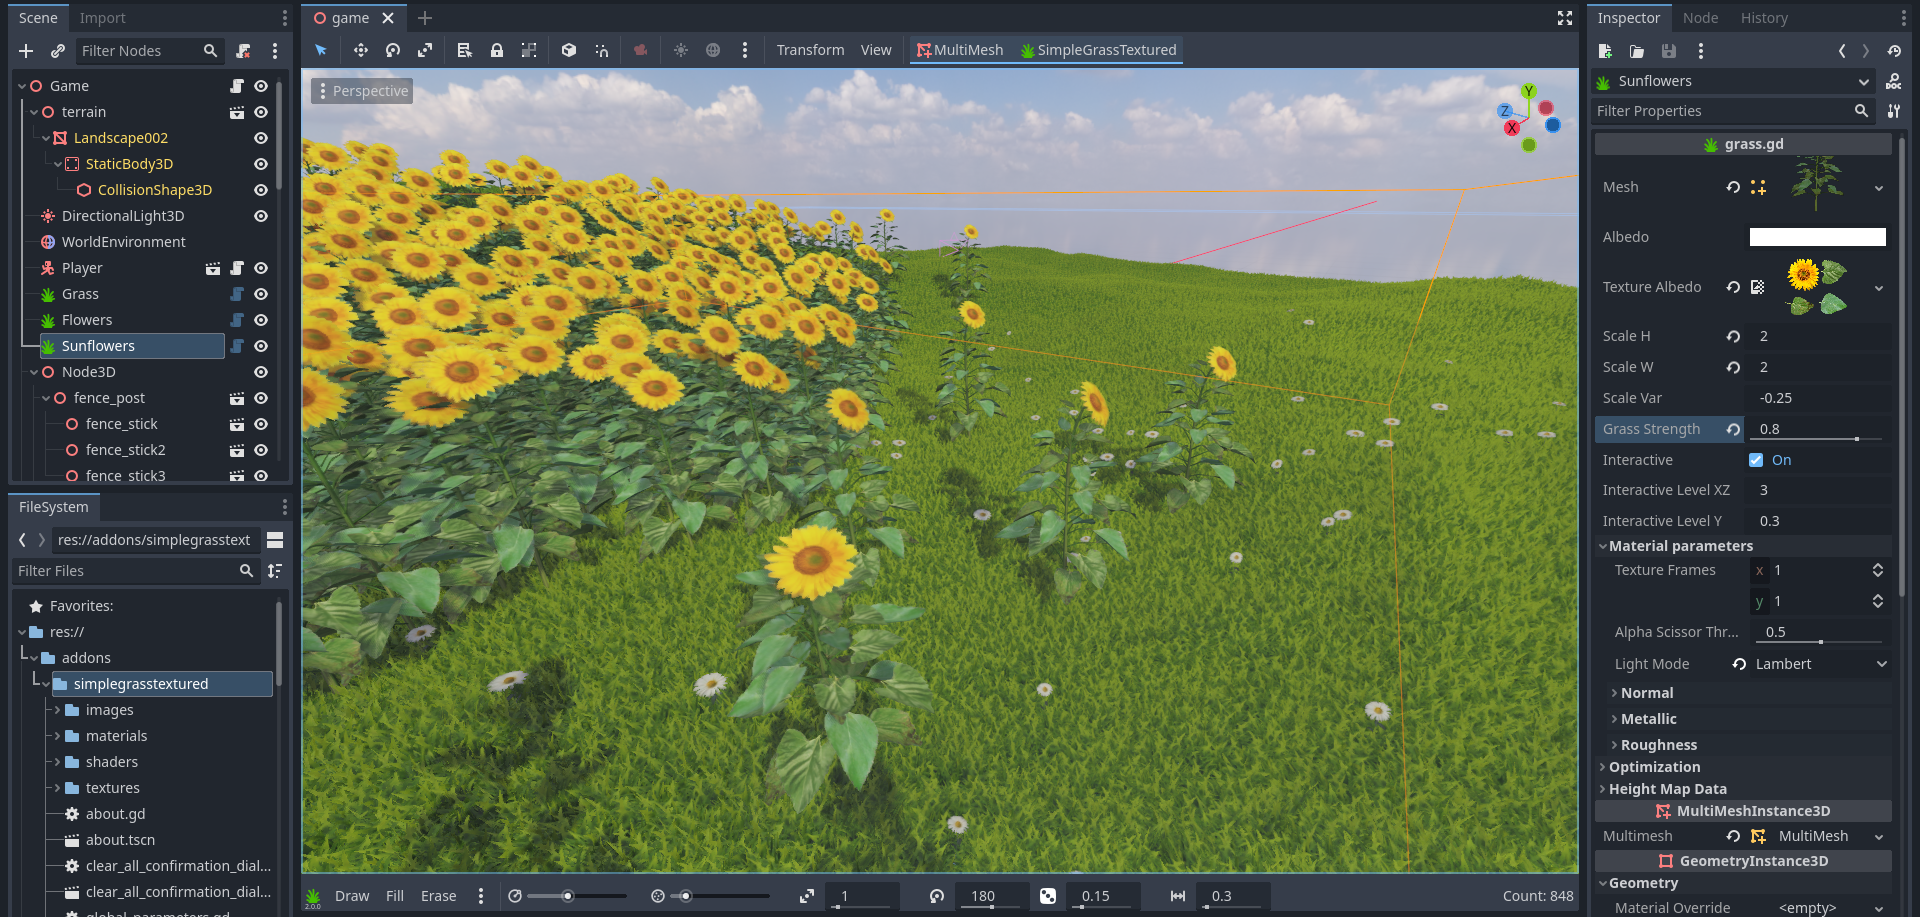 Scene
Import
Filter Nodes
Game
terrain
Landscape002
StaticBody3D
CollisionShape3D
DirectionalLight3D
WorldEnvironment
Player
Grass
Flowers
Sunflowers
Node3D
fence_post
fence_stick
fence_stick2
fence_stick3
FileSystem
res://addons/simplegrasstext
Filter Files
Favorites:
res://
addons
simplegrasstextured
images
materials
shaders
textures
about.gd
about.tscn
clear_all_confirmation_dial...
clear_all_confirmation_dial...
global_parameters.gd
game
Transform
View
MultiMesh
SimpleGrassTextured
Perspective
Y
Z
X
2.0.0
Draw
Fill
Erase
1
180
0.15
0.3
Count: 848
Inspector
Node
History
Sunflowers
DOC
Filter Properties
grass.gd
Mesh
Albedo
Texture Albedo
Scale H 2
Scale W 2
Scale Var -0.25
Grass Strength 0.8
Interactive On
Interactive Level XZ 3
Interactive Level Y 0.3
Material parameters
Texture Frames x 1
y 1
Alpha Scissor Thr... 0.5
Light Mode Lambert
Normal
Metallic
Roughness
Optimization
Height Map Data
MultiMeshInstance3D
Multimesh MultiMesh
GeometryInstance3D
Geometry
Material Override <empty>